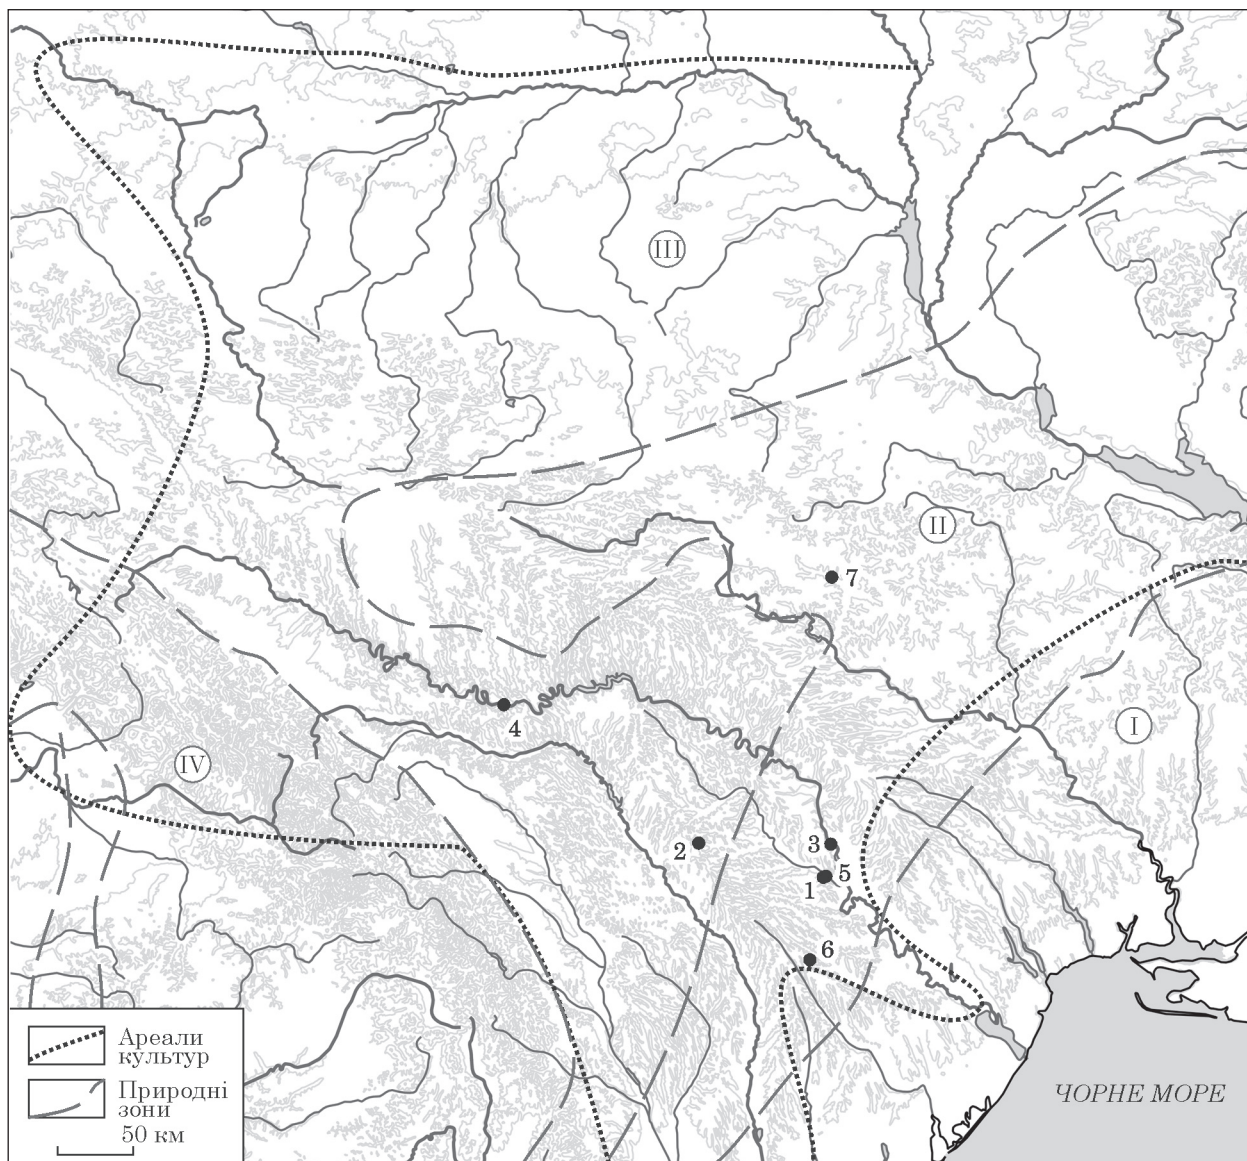 III
II
7
I
4
IV
2
3
5
1
6
Ареали
культур
Природні
зони
50 км
ЧОРНЕ МОРЕ